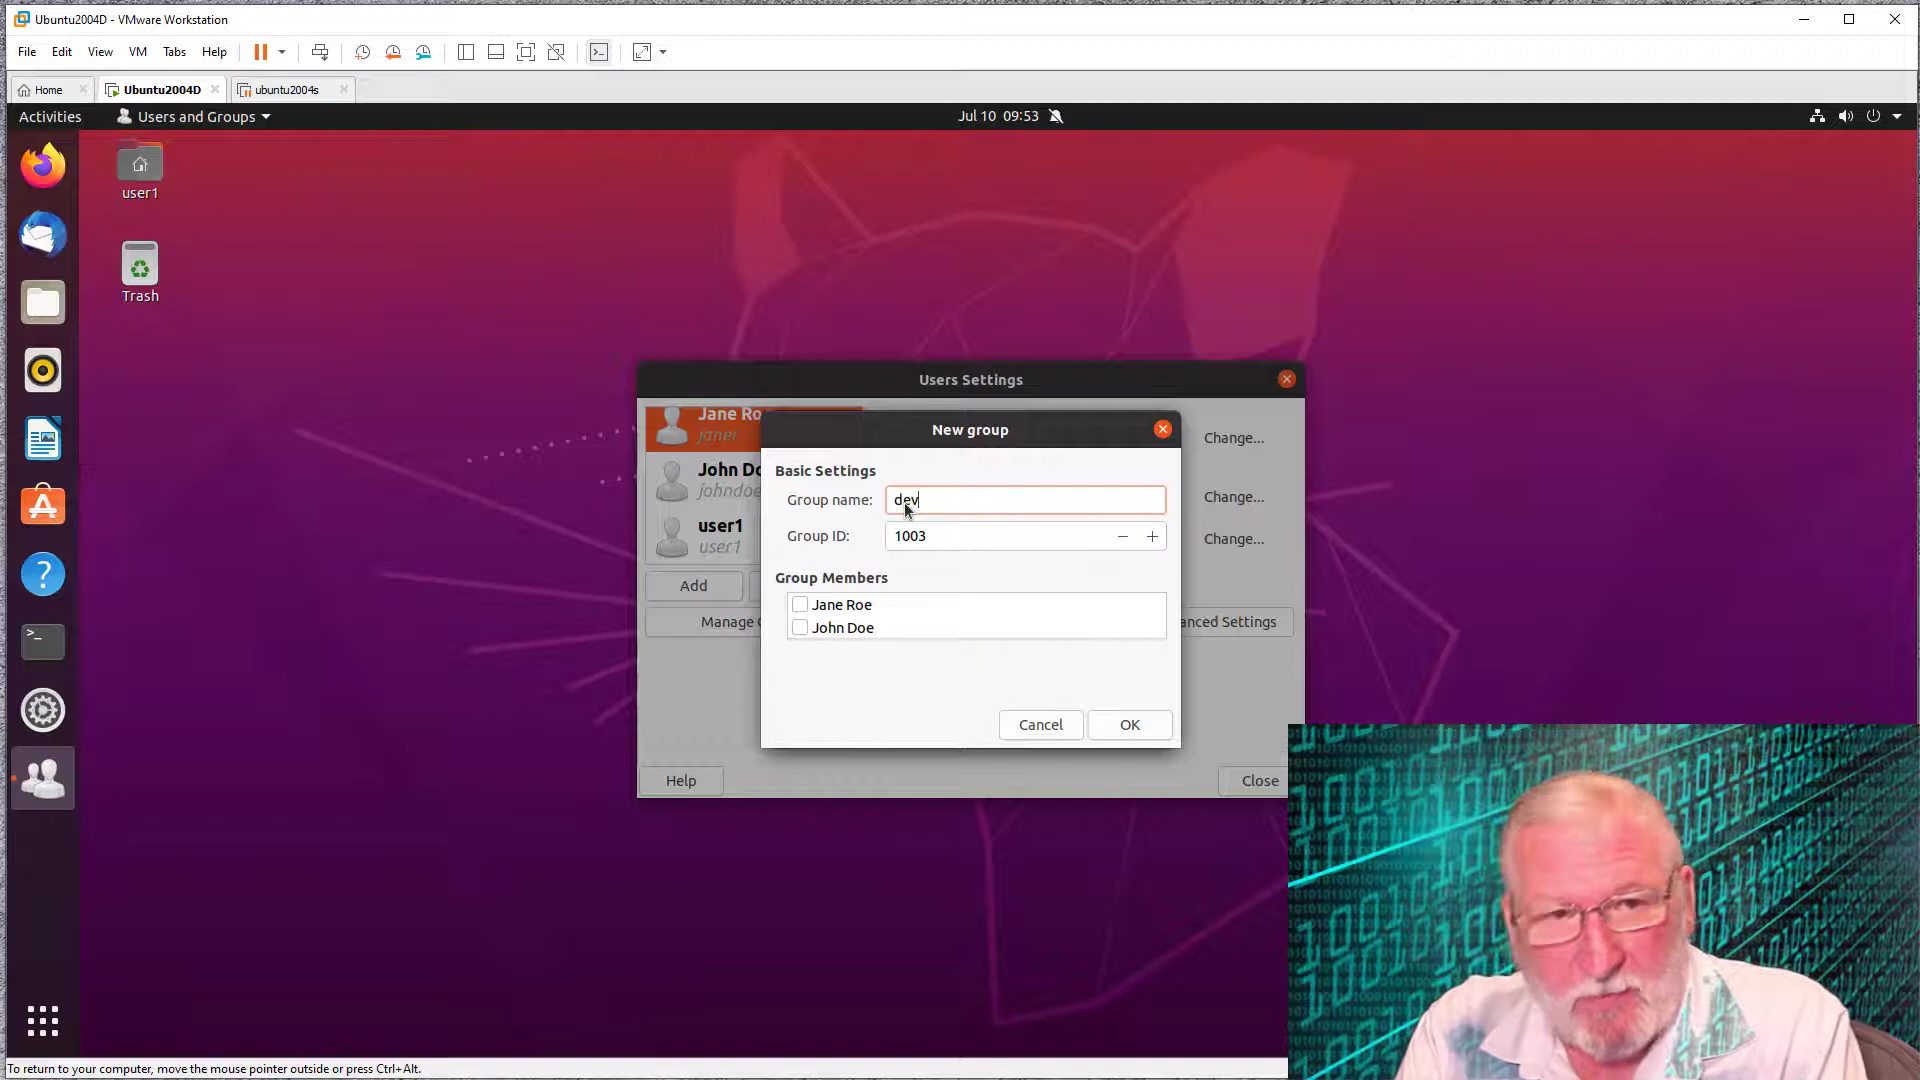 Ubuntu2004D - VMware Workstation
File Edit View VM Tabs Help
Home Ubuntu2004D ubuntu2004s
Activities Users and Groups Jul 10 09:53
user1
Trash
Users Settings
Jane Ro
janer
Change...
New group
Basic Settings
John Do
johndoe
Group name: dev
Change...
user1
user1
Group ID: 1003
Change...
Group Members
Add
Jane Roe
Manage
anced Settings
John Doe
Cancel OK
Help Close
To return to your computer, move the mouse pointer outside or press Ctrl+Alt.